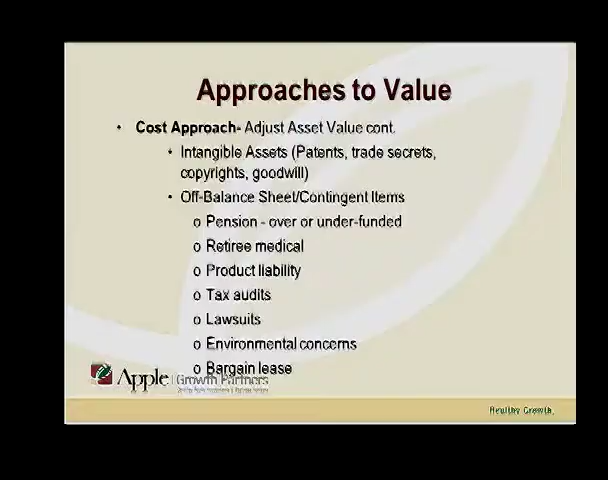 Approaches to Value
• Cost Approach- Adjust Asset Value cont.
• Intangible Assets (Patents, trade secrets,
copyrights, goodwill)
• Off-Balance Sheet/Contingent Items
o Pension - over or under-funded
o Retiree medical
o Product liability
o Tax audits
o Lawsuits
o Environmental concerns
o Bargain lease
Apple | Growth Partners
Healthy Growth.